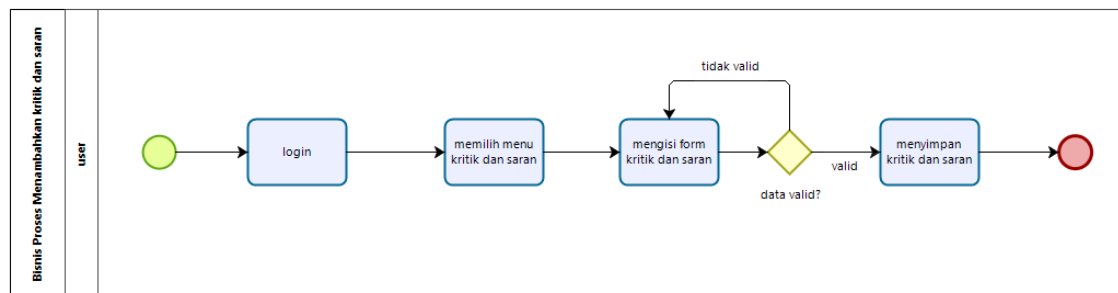 Bisnis Proses Menambahkan kritik dan saran
user
login
memilih menu
kritik dan saran
mengisi form
kritik dan saran
tidak valid
data valid?
valid
menyimpan
kritik dan saran